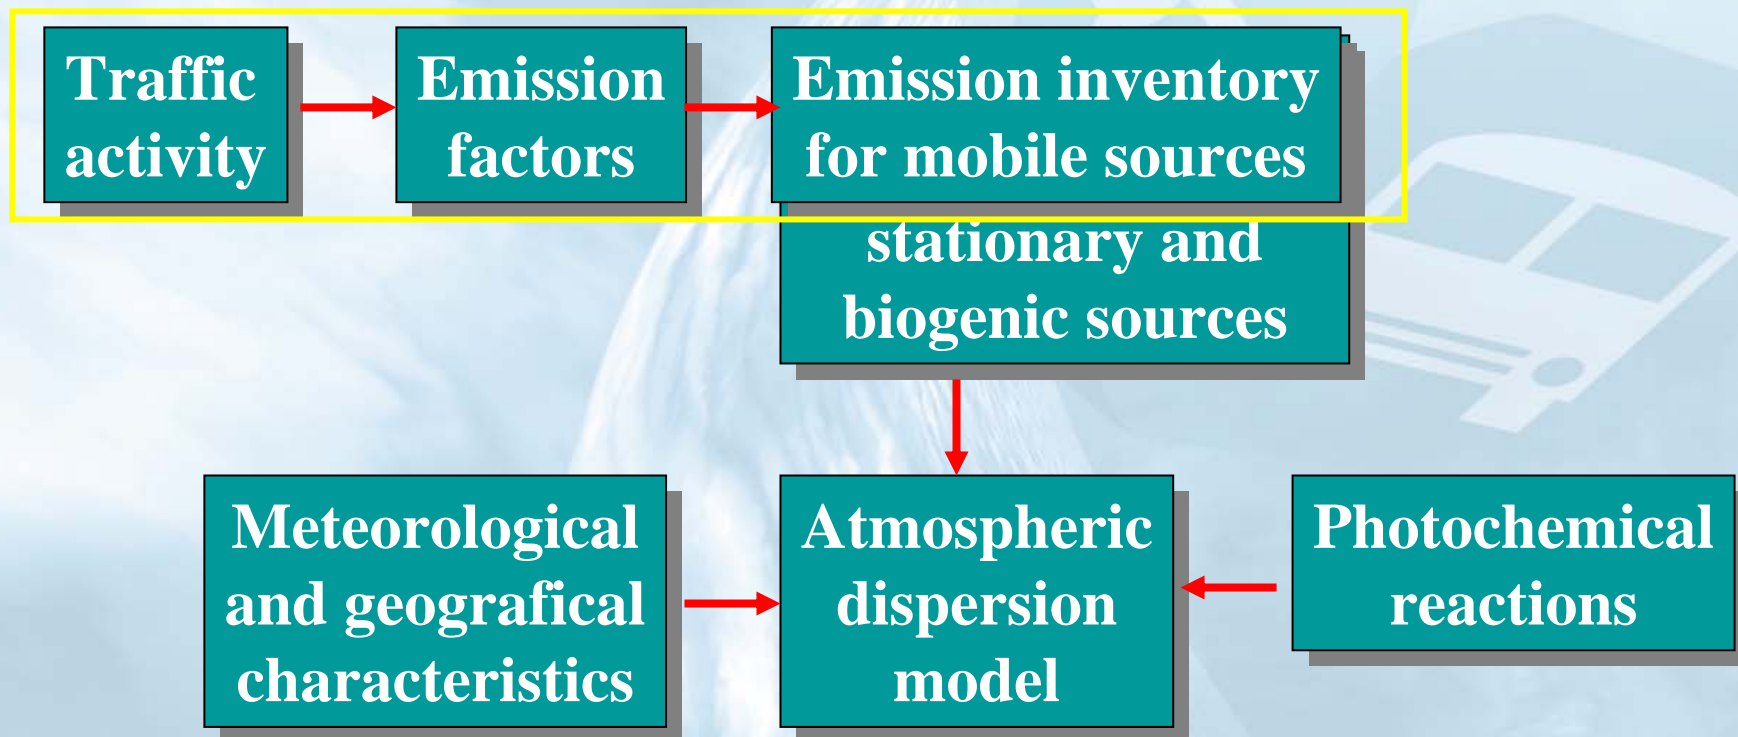 Traffic
activity
Emission
factors
Emission inventory
for mobile sources
stationary and
biogenic sources
Meteorological
and geografical
characteristics
Atmospheric
dispersion
model
Photochemical
reactions